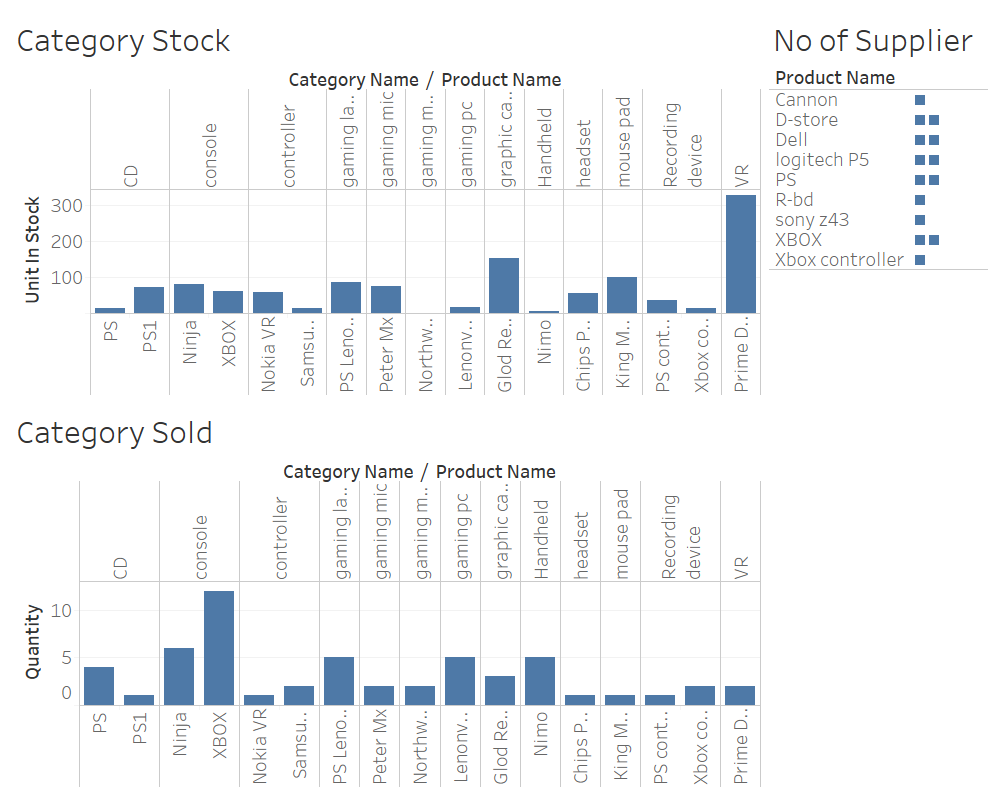 Category Stock
Category Name / Product Name
CD
console
controller
gaming la..
gaming mic
gaming m..
gaming pc
graphic ca..
Handheld
headset
mouse pad
Recording
device
VR
Unit In Stock
300
200
100
PS
PS1
Ninja
XBOX
Nokia VR
Samsu..
PS Leno..
Peter Mx
Northw..
Lenonv..
Glod Re..
Nimo
Chips P..
King M..
PS cont..
Xbox co..
Prime D..
No of Supplier
Product Name
Cannon
D-store
Dell
logitech P5
PS
R-bd
sony z43
XBOX
Xbox controller
Category Sold
Category Name / Product Name
CD
console
controller
gaming la..
gaming mic
gaming m..
gaming pc
graphic ca..
Handheld
headset
mouse pad
Recording
device
VR
Quantity
10
5
0
PS
PS1
Ninja
XBOX
Nokia VR
Samsu..
PS Leno..
Peter Mx
Northw..
Lenonv..
Glod Re..
Nimo
Chips P..
King M..
PS cont..
Xbox co..
Prime D..